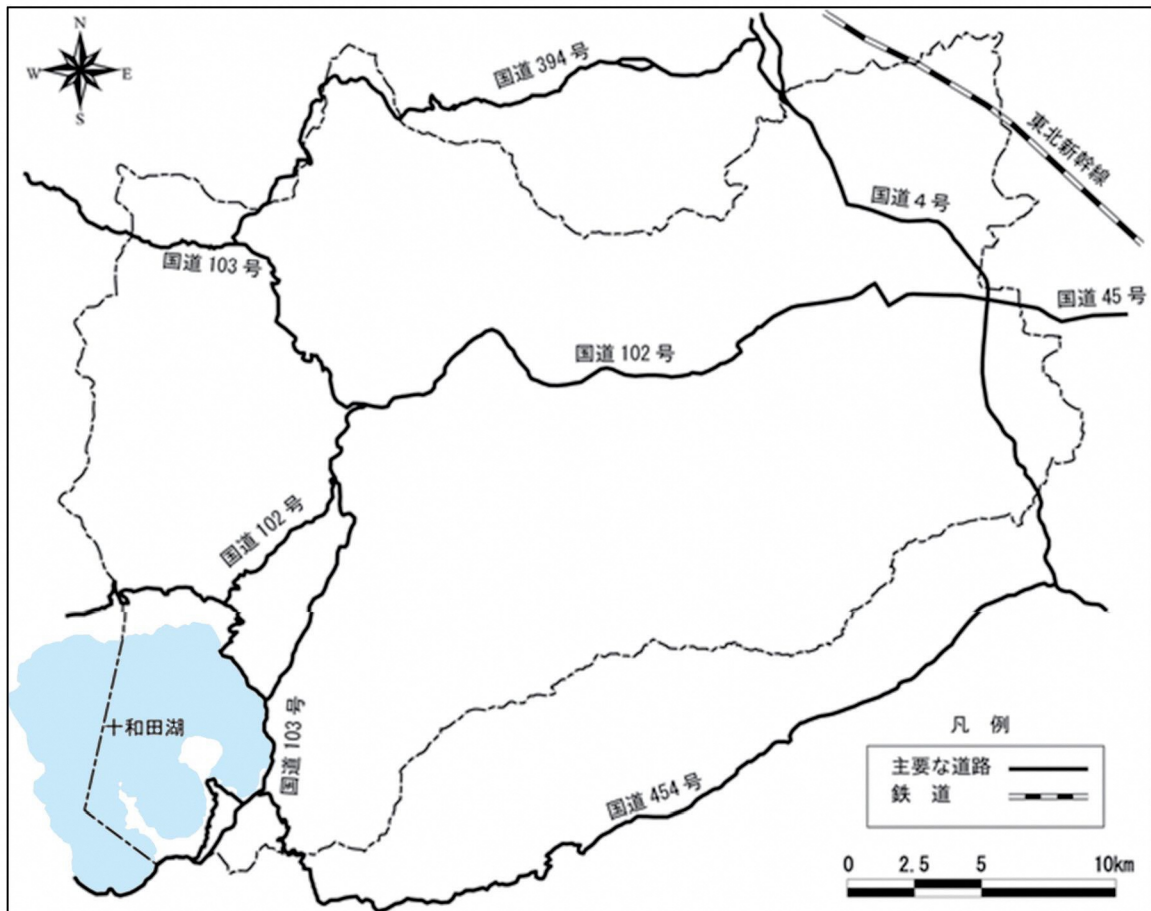 N
W E
S
国道 394 号
東北新幹線
国道 4 号
国道 103 号
国道 45 号
国道 102 号
国道 102 号
十和田湖
国道 103 号
国道 454 号
凡 例
主要な道路
鉄 道
0 2.5 5 10km